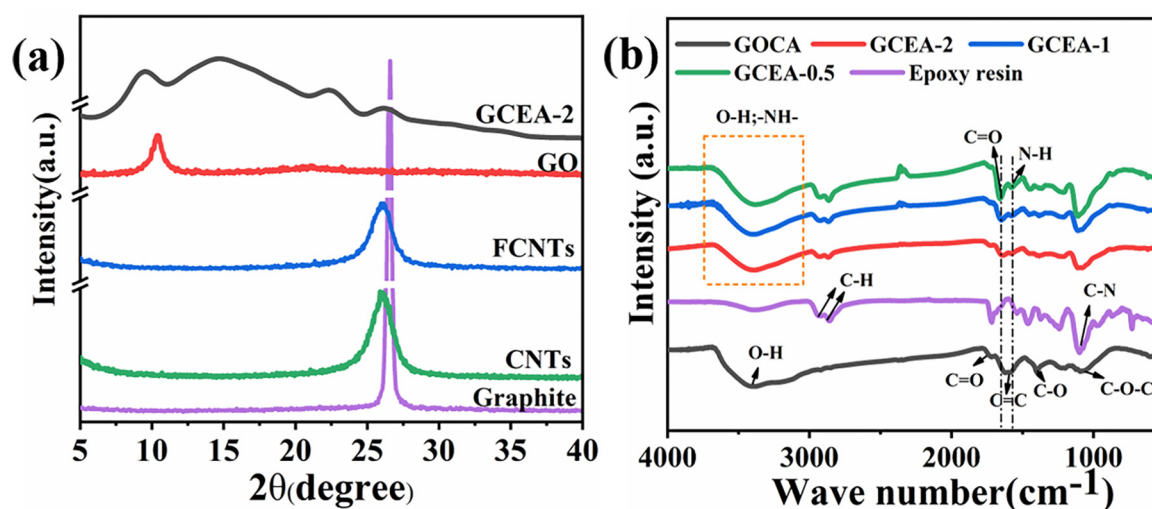 (a)
Intensity(a.u.)
GCEA-2
GO
FCNTs
CNTs
Graphite
5 10 15 20 25 30 35 40
2θ(degree)
(b)
Intensity (a.u.)
GOCA GCEA-2 GCEA-1
GCEA-0.5 Epoxy resin
O-H;-NH-
C=O
N-H
C-H
C-N
O-H
C=O
C=C
C-O
C-O-C
4000 3000 2000 1000
Wave number(cm-1)